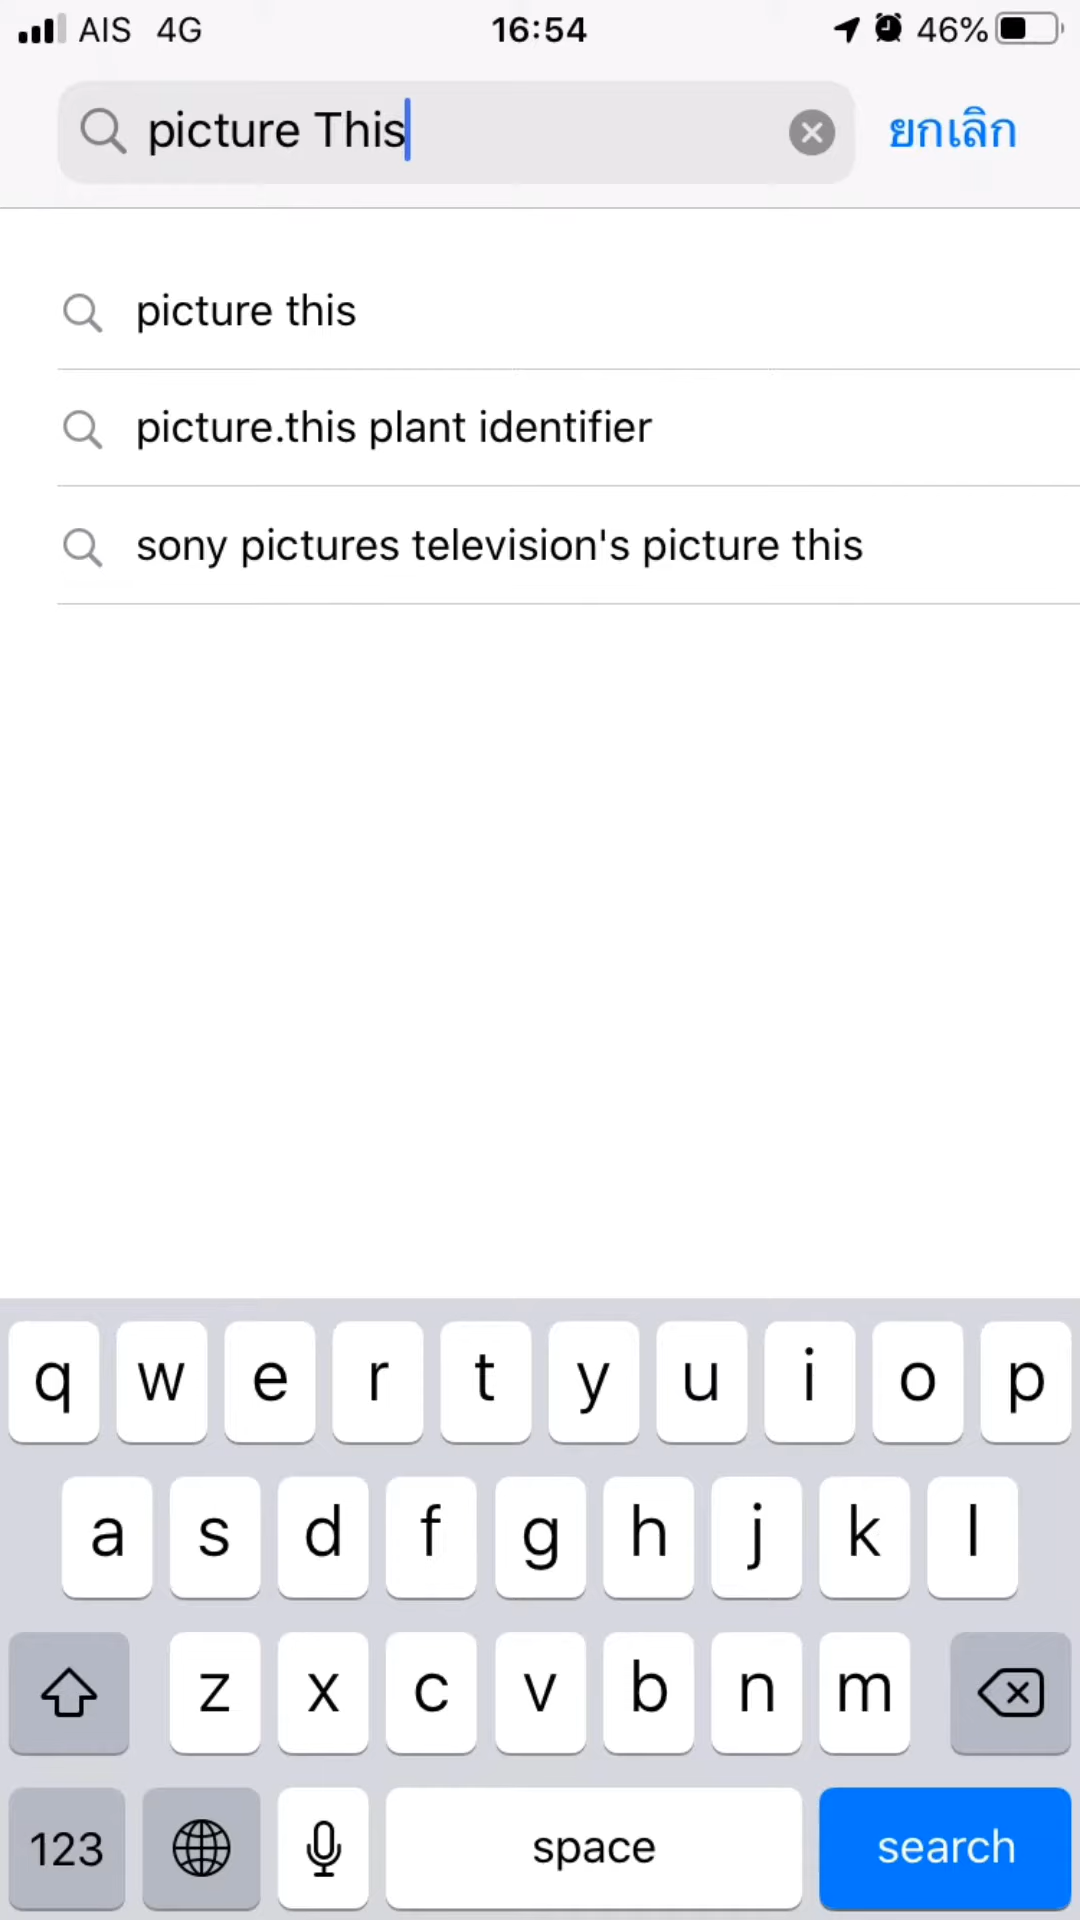 AIS 4G 16:54 46%
picture This ยกเลิก
picture this
picture.this plant identifier
sony pictures television's picture this
q w e r t y u i o p
a s d f g h j k l
z x c v b n m
123 space search